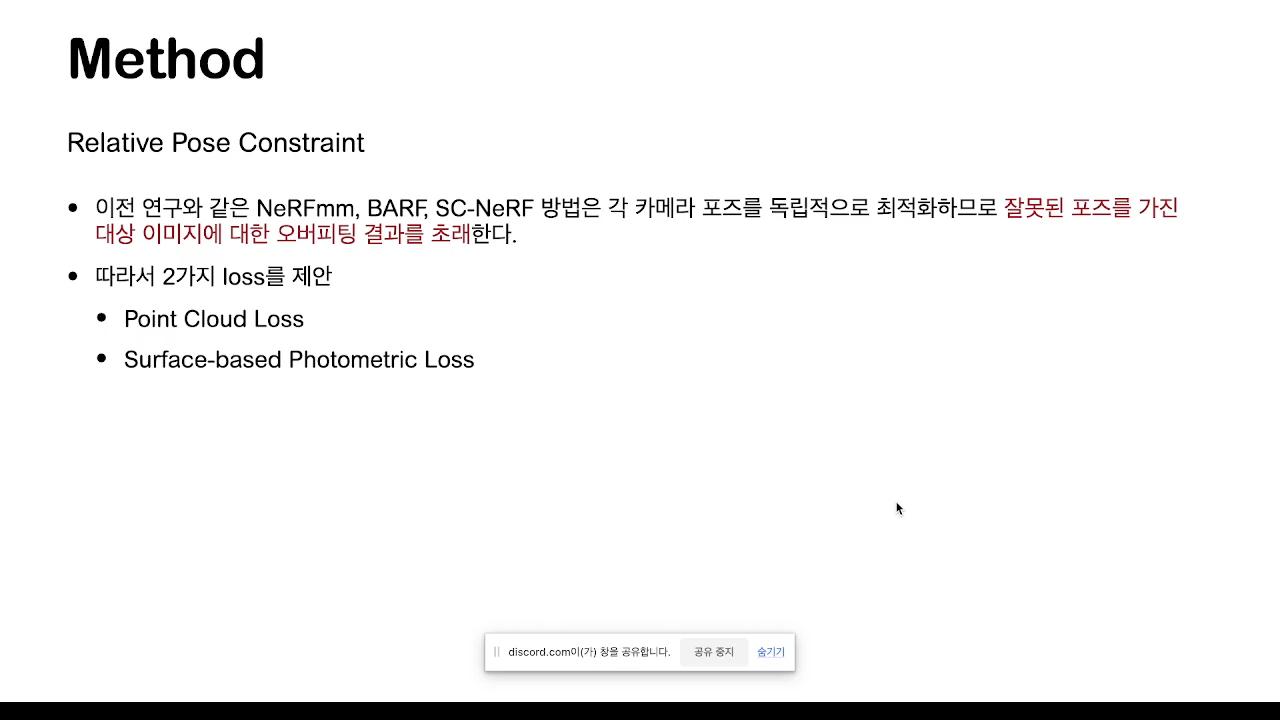 Method
Relative Pose Constraint
• 이전 연구와 같은 NeRFmm, BARF, SC-NeRF 방법은 각 카메라 포즈를 독립적으로 최적화하므로 잘못된 포즈를 가진
대상 이미지에 대한 오버피팅 결과를 초래한다.
• 따라서 2가지 loss를 제안
• Point Cloud Loss
• Surface-based Photometric Loss
discord.com이(가) 창을 공유합니다. 공유 중지 숨기기